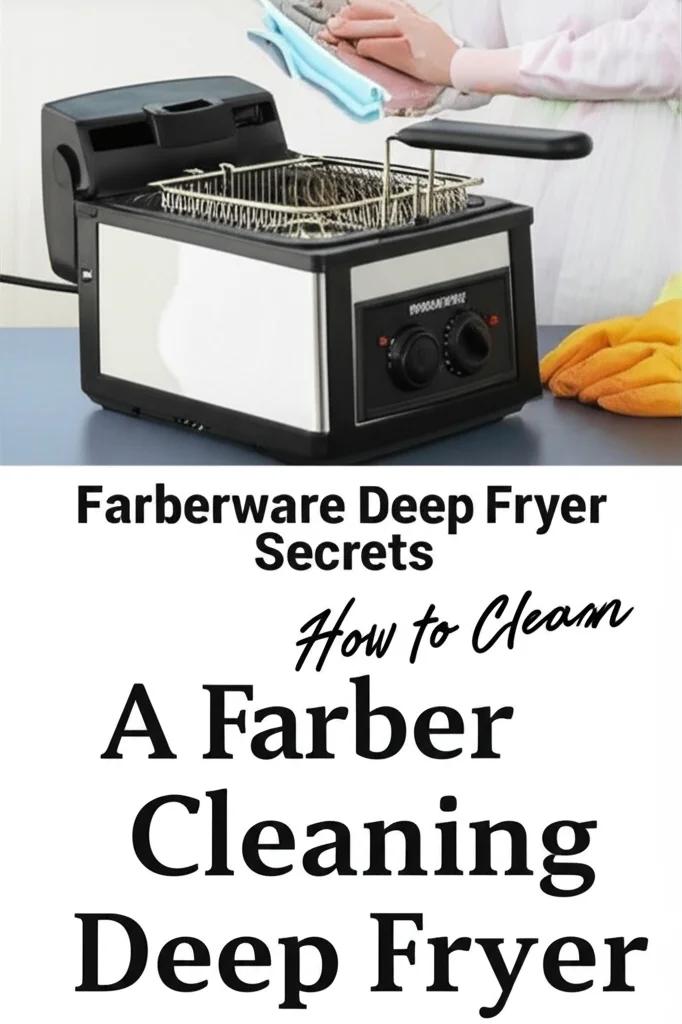 Farberware Deep Fryer
Secrets
How to Clean
A Farber
Cleaning
Deep Fryer